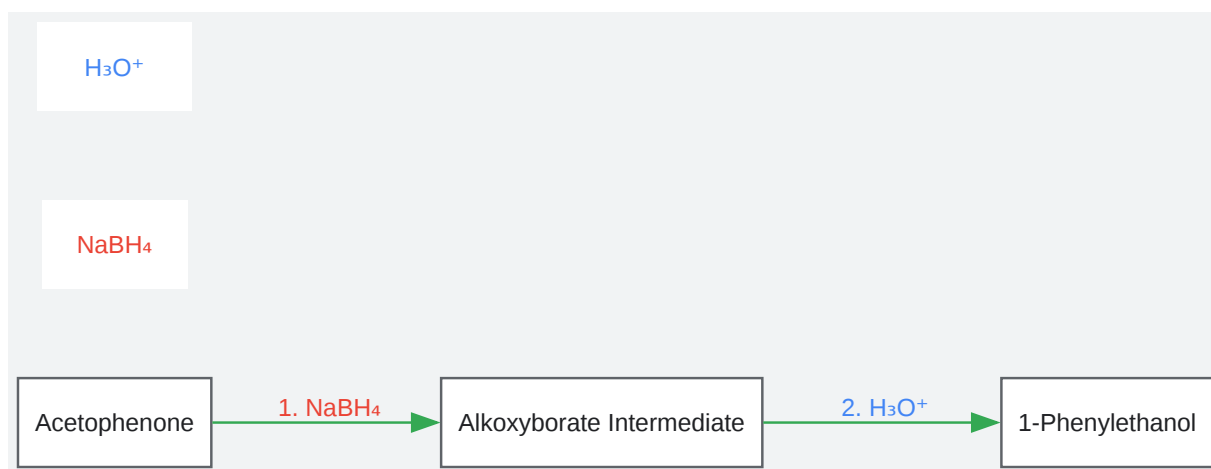 H₃O⁺
NaBH₄
1. NaBH₄
2. H₃O⁺
Acetophenone
Alkoxyborate Intermediate
1-Phenylethanol